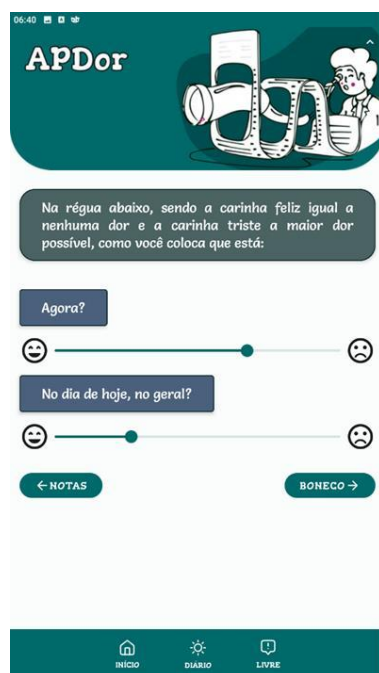 06:40
APDor
Na régua abaixo, sendo a carinha feliz igual a
nenhuma dor e a carinha triste a maior dor
possível, como você coloca que está:
Agora?
No dia de hoje, no geral?
← NOTAS
BONECO →
INÍCIO
DIÁRIO
LIVRE